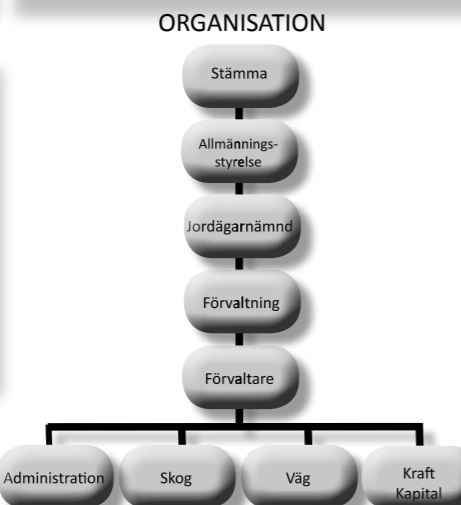 ORGANISATION
Stämma
Allmännings-
styrelse
Jordägarnämnd
Förvaltning
Förvaltare
Administration
Skog
Väg
Kraft
Kapital